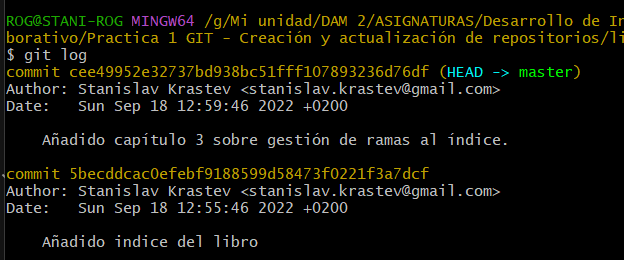 ROG@STANI-ROG MINGW64 /g/Mi unidad/DAM 2/ASIGNATURAS/Desarrollo de In
borativo/Practica 1 GIT - Creación y actualización de repositorios/li
$ git log
commit cee49952e32737bd938bc51fff107893236d76df (HEAD -> master)
Author: Stanislav Krastev <stanislav.krastev@gmail.com>
Date:   Sun Sep 18 12:59:46 2022 +0200
    Añadido capítulo 3 sobre gestión de ramas al índice.
commit 5becddcac0efebf9188599d58473f0221f3a7dcf
Author: Stanislav Krastev <stanislav.krastev@gmail.com>
Date:   Sun Sep 18 12:55:46 2022 +0200
    Añadido indice del libro